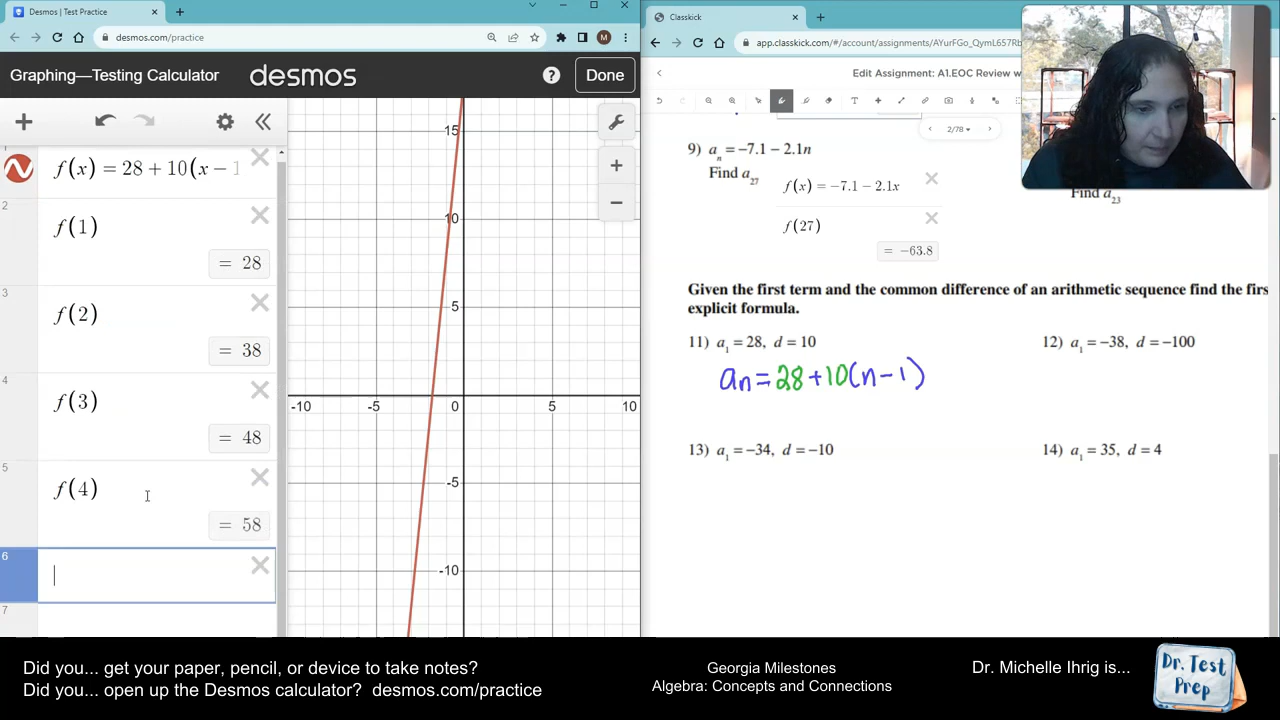 Desmos | Test Practice
desmos.com/practice
M
Graphing—Testing Calculator
desmos
Done
f(x) = 28 + 10(x − 1
2
f(1)
= 28
3
f(2)
= 38
4
f(3)
= 48
5
f(4)
= 58
6
7
15
10
5
-10
-5
0
5
10
-5
-10
Classkick
app.classkick.com/#/account/assignments/AYurFGo_QymL657Rb
Edit Assignment: A1.EOC Review w
2/78
9) aₙ = −7.1 − 2.1n
Find a₂₇
f(x) = −7.1 − 2.1x
f(27)
= −63.8
Find a₂₃
Given the first term and the common difference of an arithmetic sequence find the firs
explicit formula.
11) a₁ = 28, d = 10
12) a₁ = −38, d = −100
an = 28 + 10(n − 1)
13) a₁ = −34, d = −10
14) a₁ = 35, d = 4
Did you... get your paper, pencil, or device to take notes?
Did you... open up the Desmos calculator? desmos.com/practice
Georgia Milestones
Algebra: Concepts and Connections
Dr. Michelle Ihrig is...
Dr. Test
Prep